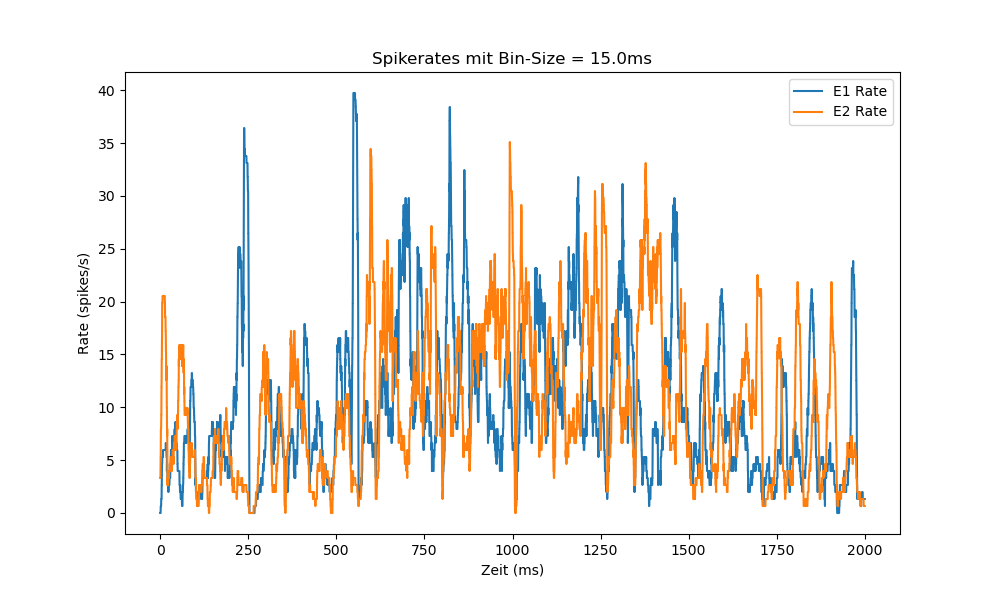 Spikerates mit Bin-Size = 15.0ms
E1 Rate
E2 Rate
Rate (spikes/s)
40
35
30
25
20
15
10
5
0
0 250 500 750 1000 1250 1500 1750 2000
Zeit (ms)